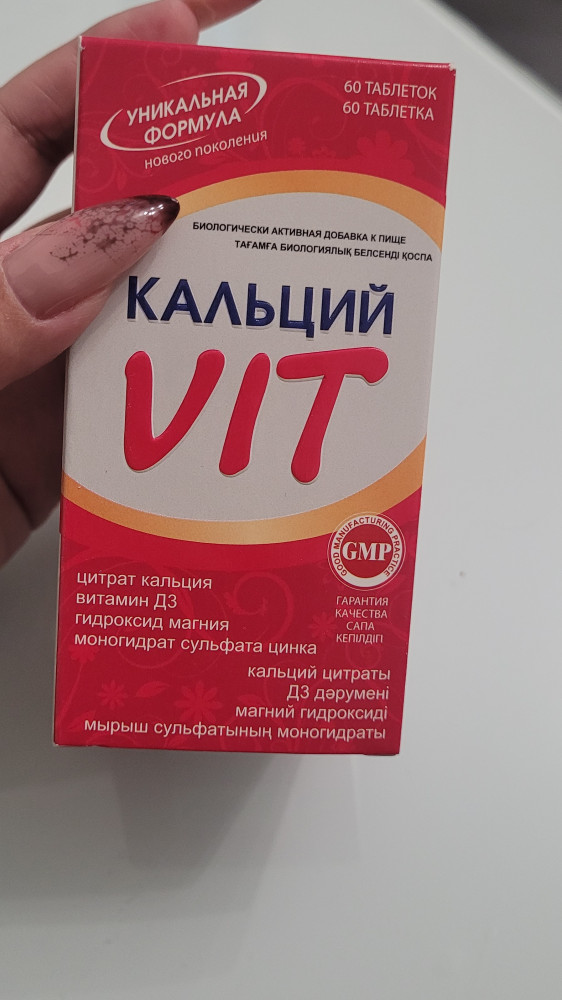 УНИКАЛЬНАЯ
ФОРМУЛА
нового поколения
60 ТАБЛЕТОК
60 ТАБЛЕТКА
БИОЛОГИЧЕСКИ АКТИВНАЯ ДОБАВКА К ПИЩЕ
ТАҒАМҒА БИОЛОГИЯЛЫҚ БЕЛСЕНДІ ҚОСПА
КАЛЬЦИЙ
VIT
GOOD MANUFACTURING PRACTICE
GMP
ГАРАНТИЯ
КАЧЕСТВА
САПА
КЕПІЛДІГІ
цитрат кальция
витамин Д3
гидроксид магния
моногидрат сульфата цинка
кальций цитраты
Д3 дәрумені
магний гидроксиді
мырыш сульфатының моногидраты